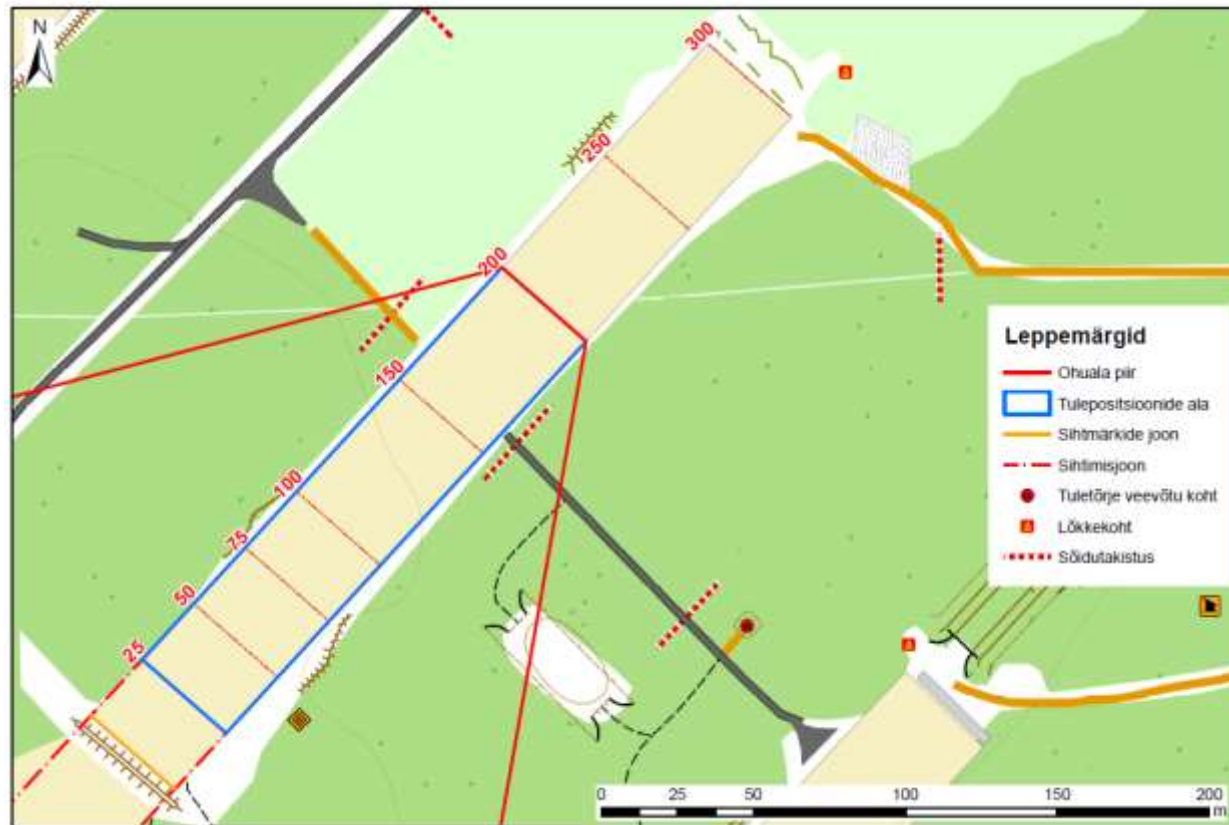 N
300
250
200
150
100
75
50
25
Leppemärgid
Ohuala piir
Tulepositsioonide ala
Sihtmärkide joon
Sihtimisjoon
Tuletõrje veevõtu koht
Lõkkekoht
Sõidutakistus
0 25 50 100 150 200
m